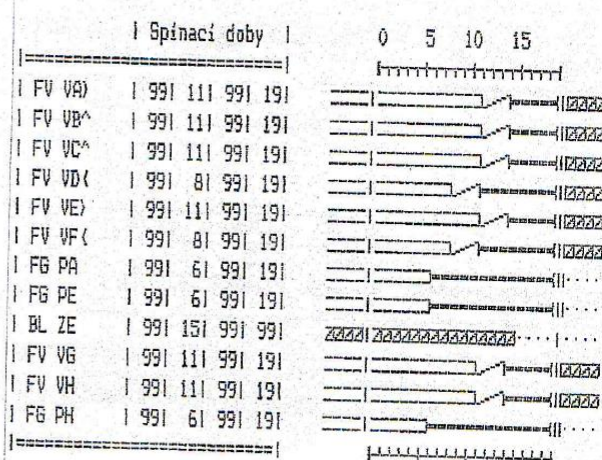 | Spínací doby | 0 5 10 15
|==============================|
| FV VA) | 99| 11| 99| 19|
| FV VB^ | 99| 11| 99| 19|
| FV VC^ | 99| 11| 99| 19|
| FV VD< | 99| 8| 99| 19|
| FV VE> | 99| 11| 99| 19|
| FV VF< | 99| 8| 99| 19|
| FG PA | 99| 6| 99| 19|
| FG PE | 99| 6| 99| 19|
| BL ZE | 99| 15| 99| 99|
| FV VG | 99| 11| 99| 19|
| FV VH | 99| 11| 99| 19|
| FG PH | 99| 6| 99| 19|
|==============================|